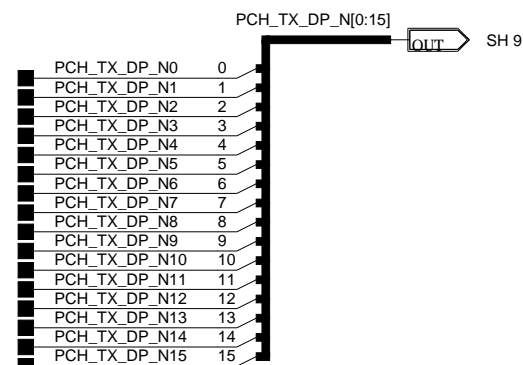 PCH_TX_DP_N[0:15]
OUT SH 9
PCH_TX_DP_N0 0
PCH_TX_DP_N1 1
PCH_TX_DP_N2 2
PCH_TX_DP_N3 3
PCH_TX_DP_N4 4
PCH_TX_DP_N5 5
PCH_TX_DP_N6 6
PCH_TX_DP_N7 7
PCH_TX_DP_N8 8
PCH_TX_DP_N9 9
PCH_TX_DP_N10 10
PCH_TX_DP_N11 11
PCH_TX_DP_N12 12
PCH_TX_DP_N13 13
PCH_TX_DP_N14 14
PCH_TX_DP_N15 15